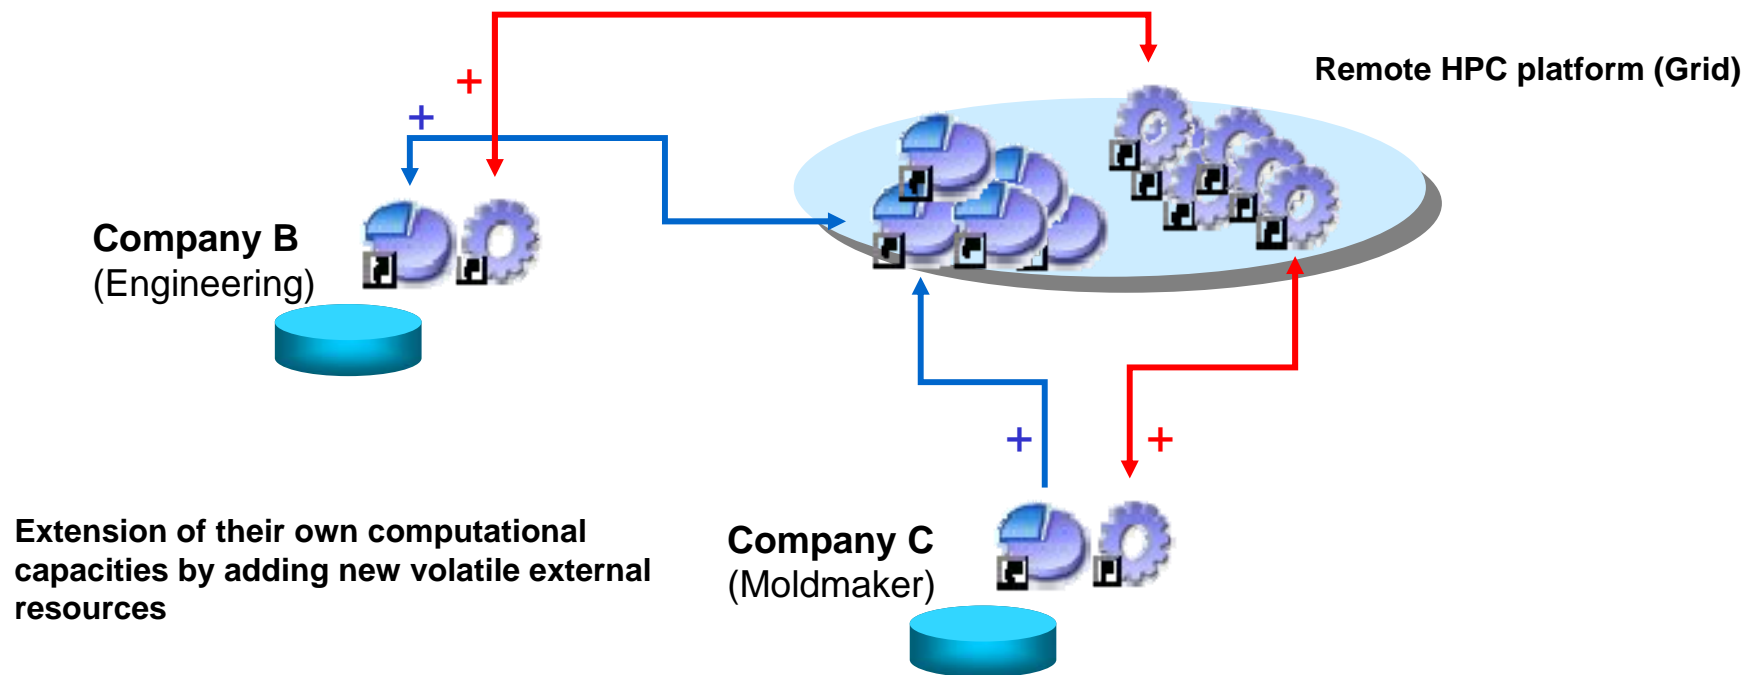 Remote HPC platform (Grid)
+
+
Company B
(Engineering)
+
+
Extension of their own computational
capacities by adding new volatile external
resources
Company C
(Moldmaker)